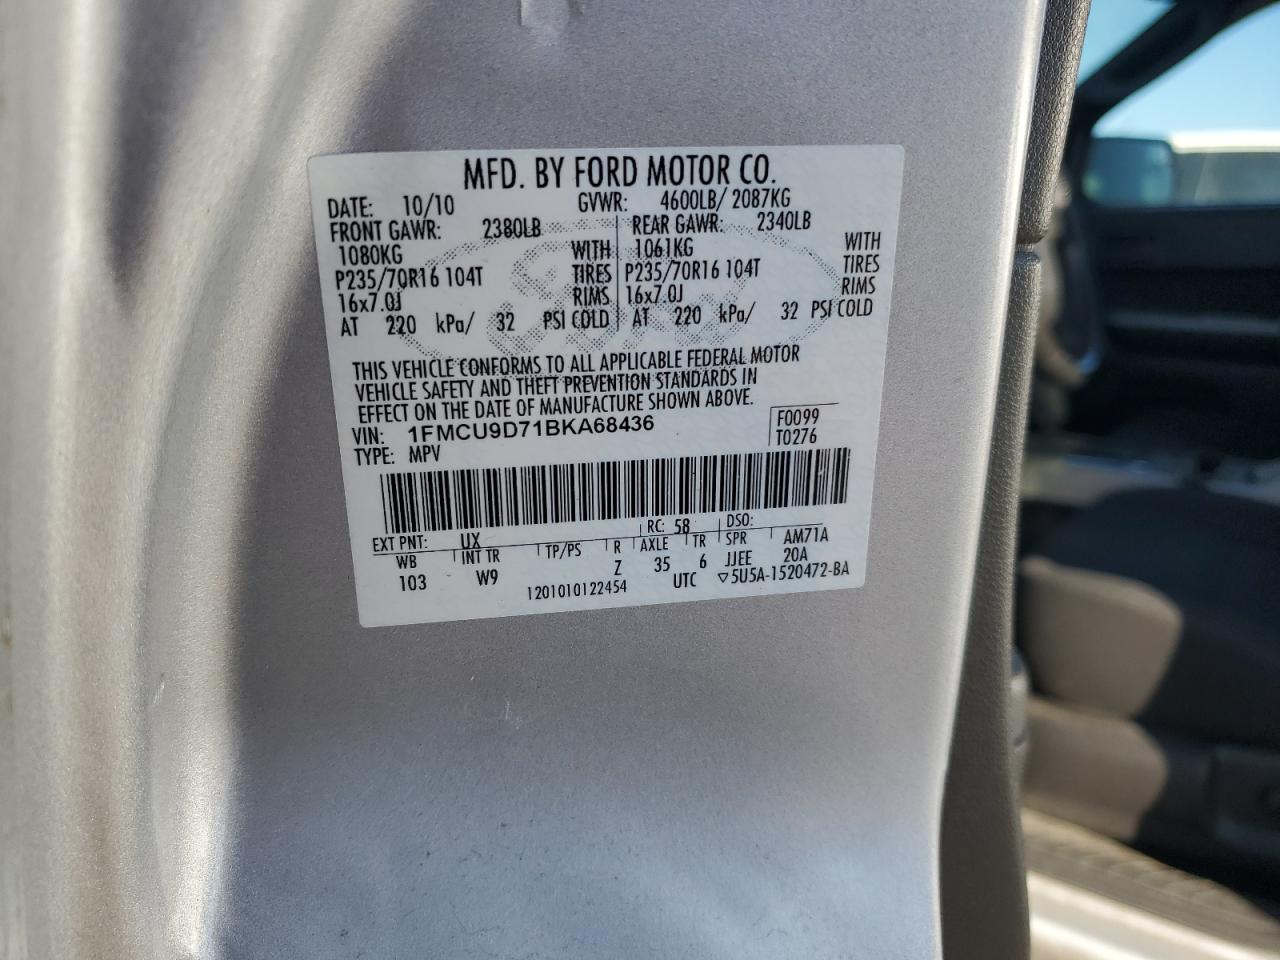 MFD. BY FORD MOTOR CO.
DATE: 10/10 GVWR: 4600LB/ 2087KG
FRONT GAWR: 2380LB REAR GAWR: 2340LB
1080KG WITH 1061KG WITH
P235/70R16 104T TIRES P235/70R16 104T TIRES
16x7.0J RIMS 16x7.0J RIMS
AT 220 kPa/ 32 PSI COLD AT 220 kPa/ 32 PSI COLD
THIS VEHICLE CONFORMS TO ALL APPLICABLE FEDERAL MOTOR
VEHICLE SAFETY AND THEFT PREVENTION STANDARDS IN
EFFECT ON THE DATE OF MANUFACTURE SHOWN ABOVE.
VIN: 1FMCU9D71BKA68436 F0099
TYPE: MPV T0276
EXT PNT: UX RC: 58 DSO:
WB INT TR TP/PS R AXLE TR SPR AM71A
103 W9 Z 35 6 JJEE 20A
1201010122454 UTC ▽5U5A-1520472-BA